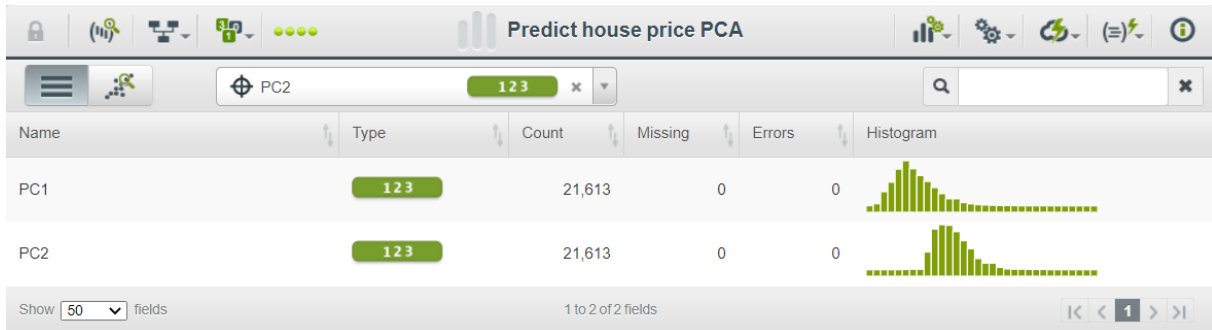 Predict house price PCA
PC2 123
Name Type Count Missing Errors Histogram
PC1 123 21,613 0 0
PC2 123 21,613 0 0
Show 50 fields 1 to 2 of 2 fields 1